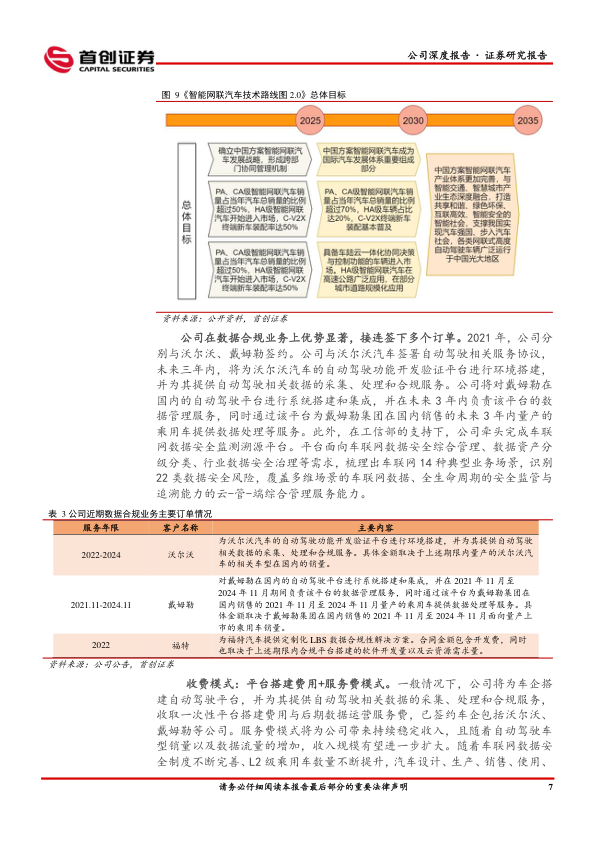 首创证券
CAPITAL SECURITIES
公司深度报告 · 证券研究报告
图 9《智能网联汽车技术路线图 2.0》总体目标
2025
2030
2035
总体目标
确立中国方案智能网联汽
车发展战略，形成跨部
门协同管理机制
中国方案智能网联汽车成为
国际汽车发展体系重要组成
部分
PA、CA级智能网联汽车销
量占当年汽车总销量的比例
超过50%、HA级智能网联
汽车开始进入市场，C-V2X
终端新车装配率达50%
PA、CA级智能网联汽车销
量占当年汽车总销量的比例
超过70%，HA级车辆占比
达20%，C-V2X终端新车
装配基本普及
PA、CA级智能网联汽车销
量占当年汽车总销量的比例
超过50%、HA级智能网联
汽车开始进入市场，C-V2X
终端新车装配率达50%
具备车陆云一体化协同决策
与控制功能的车辆进入市
场。HA级智能网联汽车在
高速公路广泛应用，在部分
城市道路规模化应用
中国方案智能网联汽车
产业体系更加完善，与
智能交通、智慧城市产
业生态深度融合，打造
共享和谐、绿色环保、
互联高效、智能安全的
智能社会，支撑我国实
现汽车强国、步入汽车
社会，各类网联式高度
自动驾驶车辆广泛运行
于中国光大地区
资料来源：公开资料，首创证券
公司在数据合规业务上优势显著，接连签下多个订单。2021 年，公司分
别与沃尔沃、戴姆勒签约。公司与沃尔沃汽车签署自动驾驶相关服务协议，
未来三年内，将为沃尔沃汽车的自动驾驶功能开发验证平台进行环境搭建，
并为其提供自动驾驶相关数据的采集、处理和合规服务。公司将对戴姆勒在
国内的自动驾驶平台进行系统搭建和集成，并在未来 3 年内负责该平台的数
据管理服务，同时通过该平台为戴姆勒集团在国内销售的未来 3 年内量产的
乘用车提供数据处理等服务。此外，在工信部的支持下，公司牵头完成车联
网数据安全监测溯源平台。平台面向车联网数据安全综合管理、数据资产分
级分类、行业数据安全治理等需求，梳理出车联网 14 种典型业务场景，识别
22 类数据安全风险，覆盖多维场景的车联网数据、全生命周期的安全监管与
追溯能力的云-管-端综合管理服务能力。
表 3 公司近期数据合规业务主要订单情况
服务年限 客户名称 主要内容
2022-2024 沃尔沃 为沃尔沃汽车的自动驾驶功能开发验证平台进行环境搭建，并为其提供自动驾驶
相关数据的采集、处理和合规服务。具体金额取决于上述期限内量产的沃尔沃汽
车的相关车型在国内的销量。
2021.11-2024.11 戴姆勒 对戴姆勒在国内的自动驾驶平台进行系统搭建和集成，并在 2021 年 11 月至
2024 年 11 月期间负责该平台的数据管理服务，同时通过该平台为戴姆勒集团在
国内销售的 2021 年 11 月至 2024 年 11 月量产的乘用车提供数据处理等服务。具
体金额取决于戴姆勒集团在国内销售的 2021 年 11 月至 2024 年 11 月面向量产上
市的乘用车销量。
2022 福特 为福特汽车提供定制化 LBS 数据合规性解决方案。合同金额包含开发费，同时
也取决于上述期限内合规平台搭建的软件开发量以及云资源需求量。
资料来源：公司公告，首创证券
收费模式：平台搭建费用+服务费模式。一般情况下，公司将为车企搭
建自动驾驶平台，并为其提供自动驾驶相关数据的采集、处理和合规服务，
收取一次性平台搭建费用与后期数据运营服务费，已签约车企包括沃尔沃、
戴姆勒等公司。服务费模式将为公司带来持续稳定收入，且随着自动驾驶车
型销量以及数据流量的增加，收入规模有望进一步扩大。随着车联网数据安
全制度不断完善、L2 级乘用车数量不断提升，汽车设计、生产、销售、使用、
请务必仔细阅读本报告最后部分的重要法律声明
7